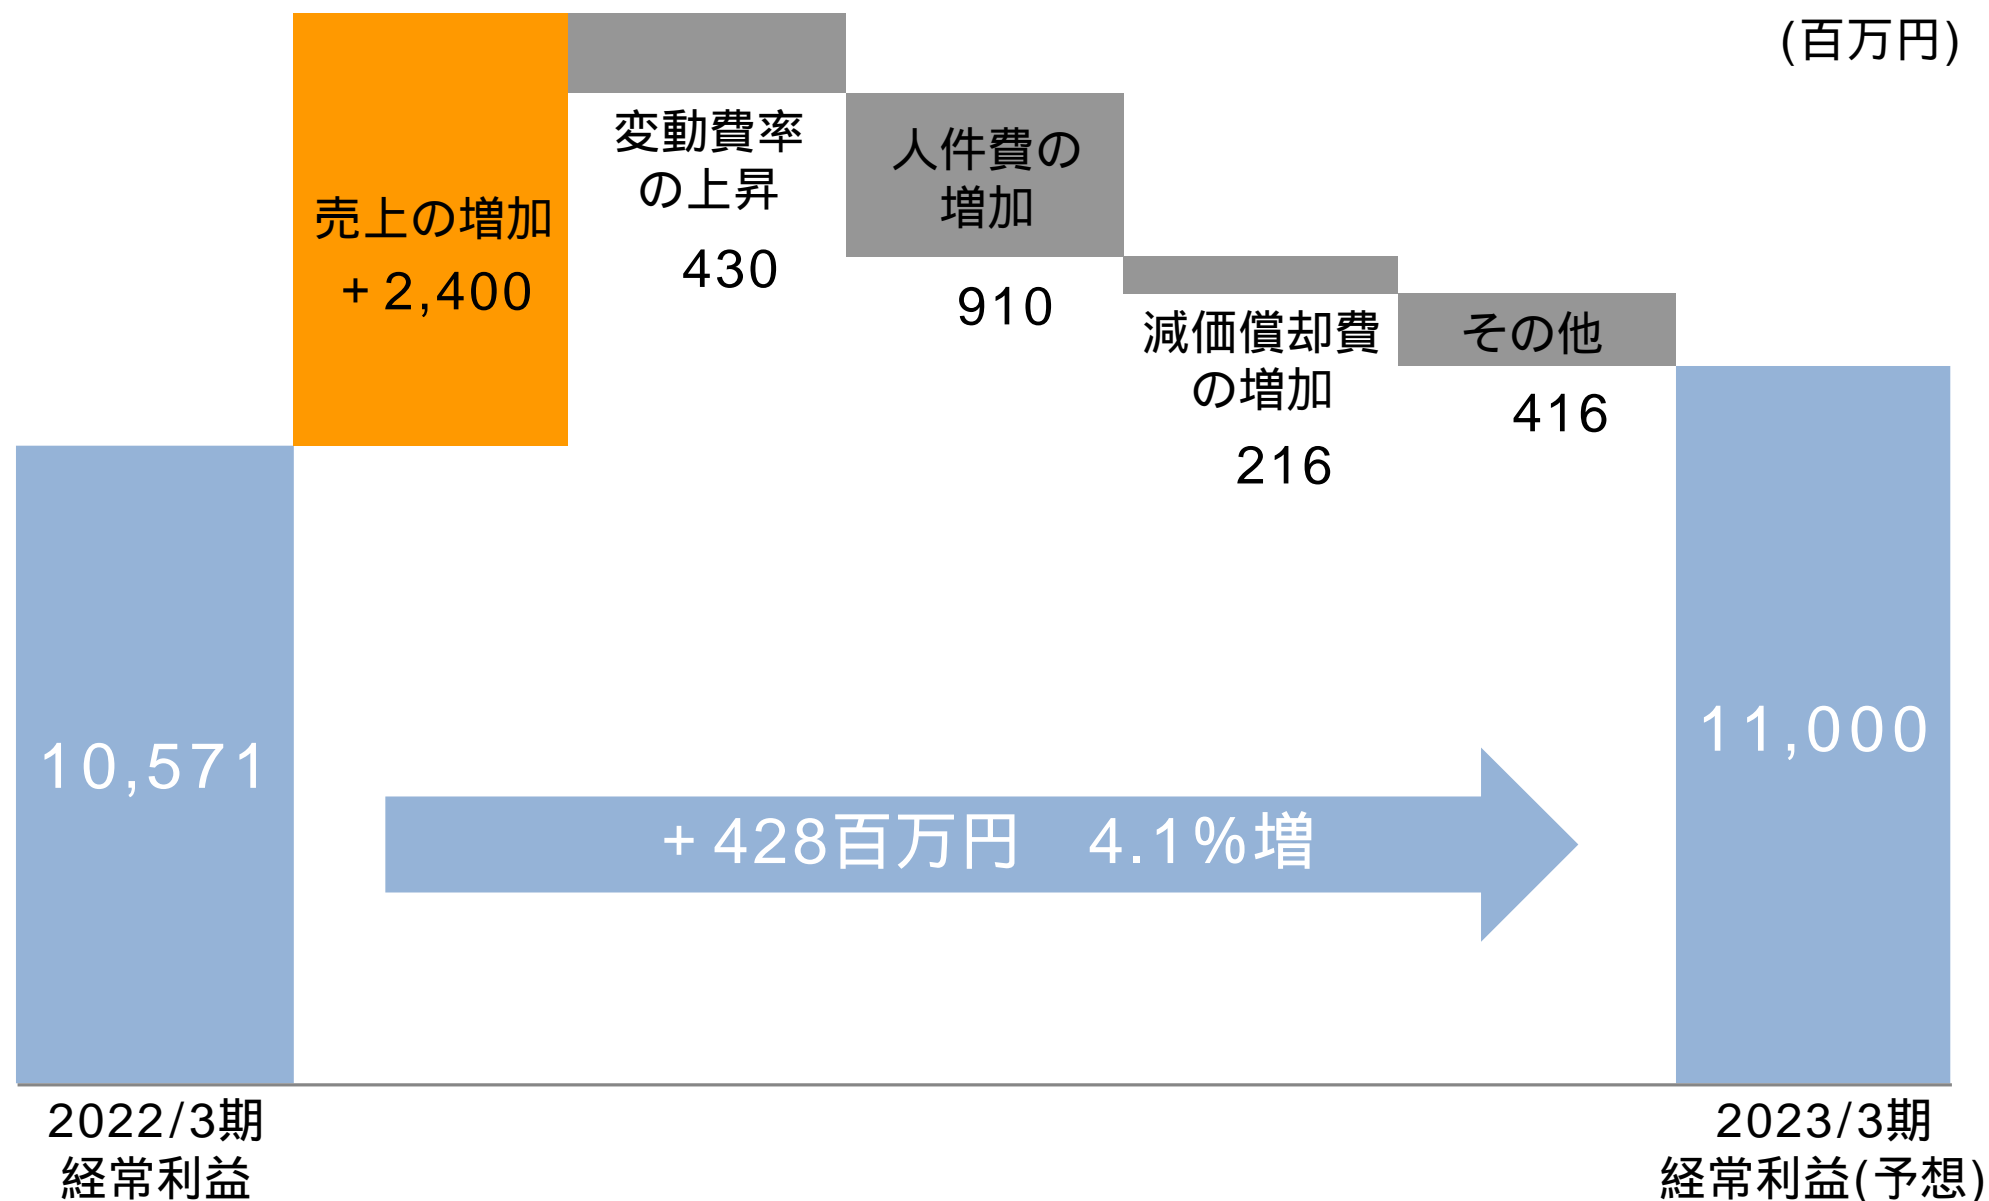 (百万円)
売上の増加
+2,400
変動費率
の上昇
430
人件費の
増加
910
減価償却費
の増加
216
その他
416
10,571
11,000
+428百万円　4.1%増
2022/3期
経常利益
2023/3期
経常利益(予想)